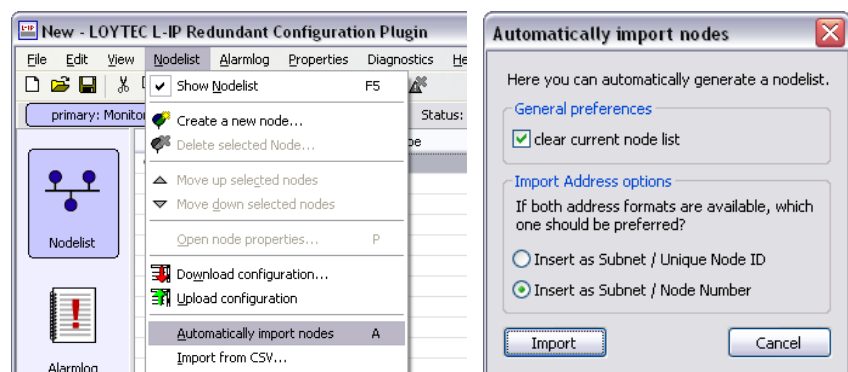 New - LOYTEC L-IP Redundant Configuration Plugin
File Edit View Nodelist Alarmlog Properties Diagnostics
Show Nodelist F5
primary: Monitor
Create a new node...
Status:
Delete selected Node...
Move up selected nodes
Move down selected nodes
Nodelist
Open node properties... P
Download configuration...
Upload configuration
Automatically import nodes A
Import from CSV...
Alarmlog
Automatically import nodes
Here you can automatically generate a nodelist.
General preferences
clear current node list
Import Address options
If both address formats are available, which
one should be preferred?
Insert as Subnet / Unique Node ID
Insert as Subnet / Node Number
Import Cancel